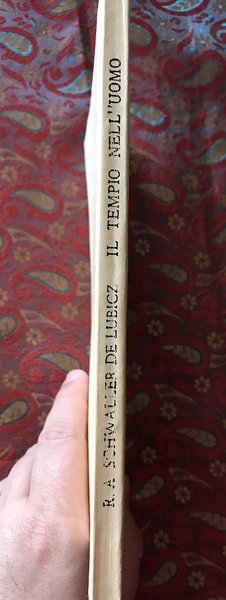 R. A. SCHWALLER DE LUBICZ IL TEMPIO NELL'UOMO